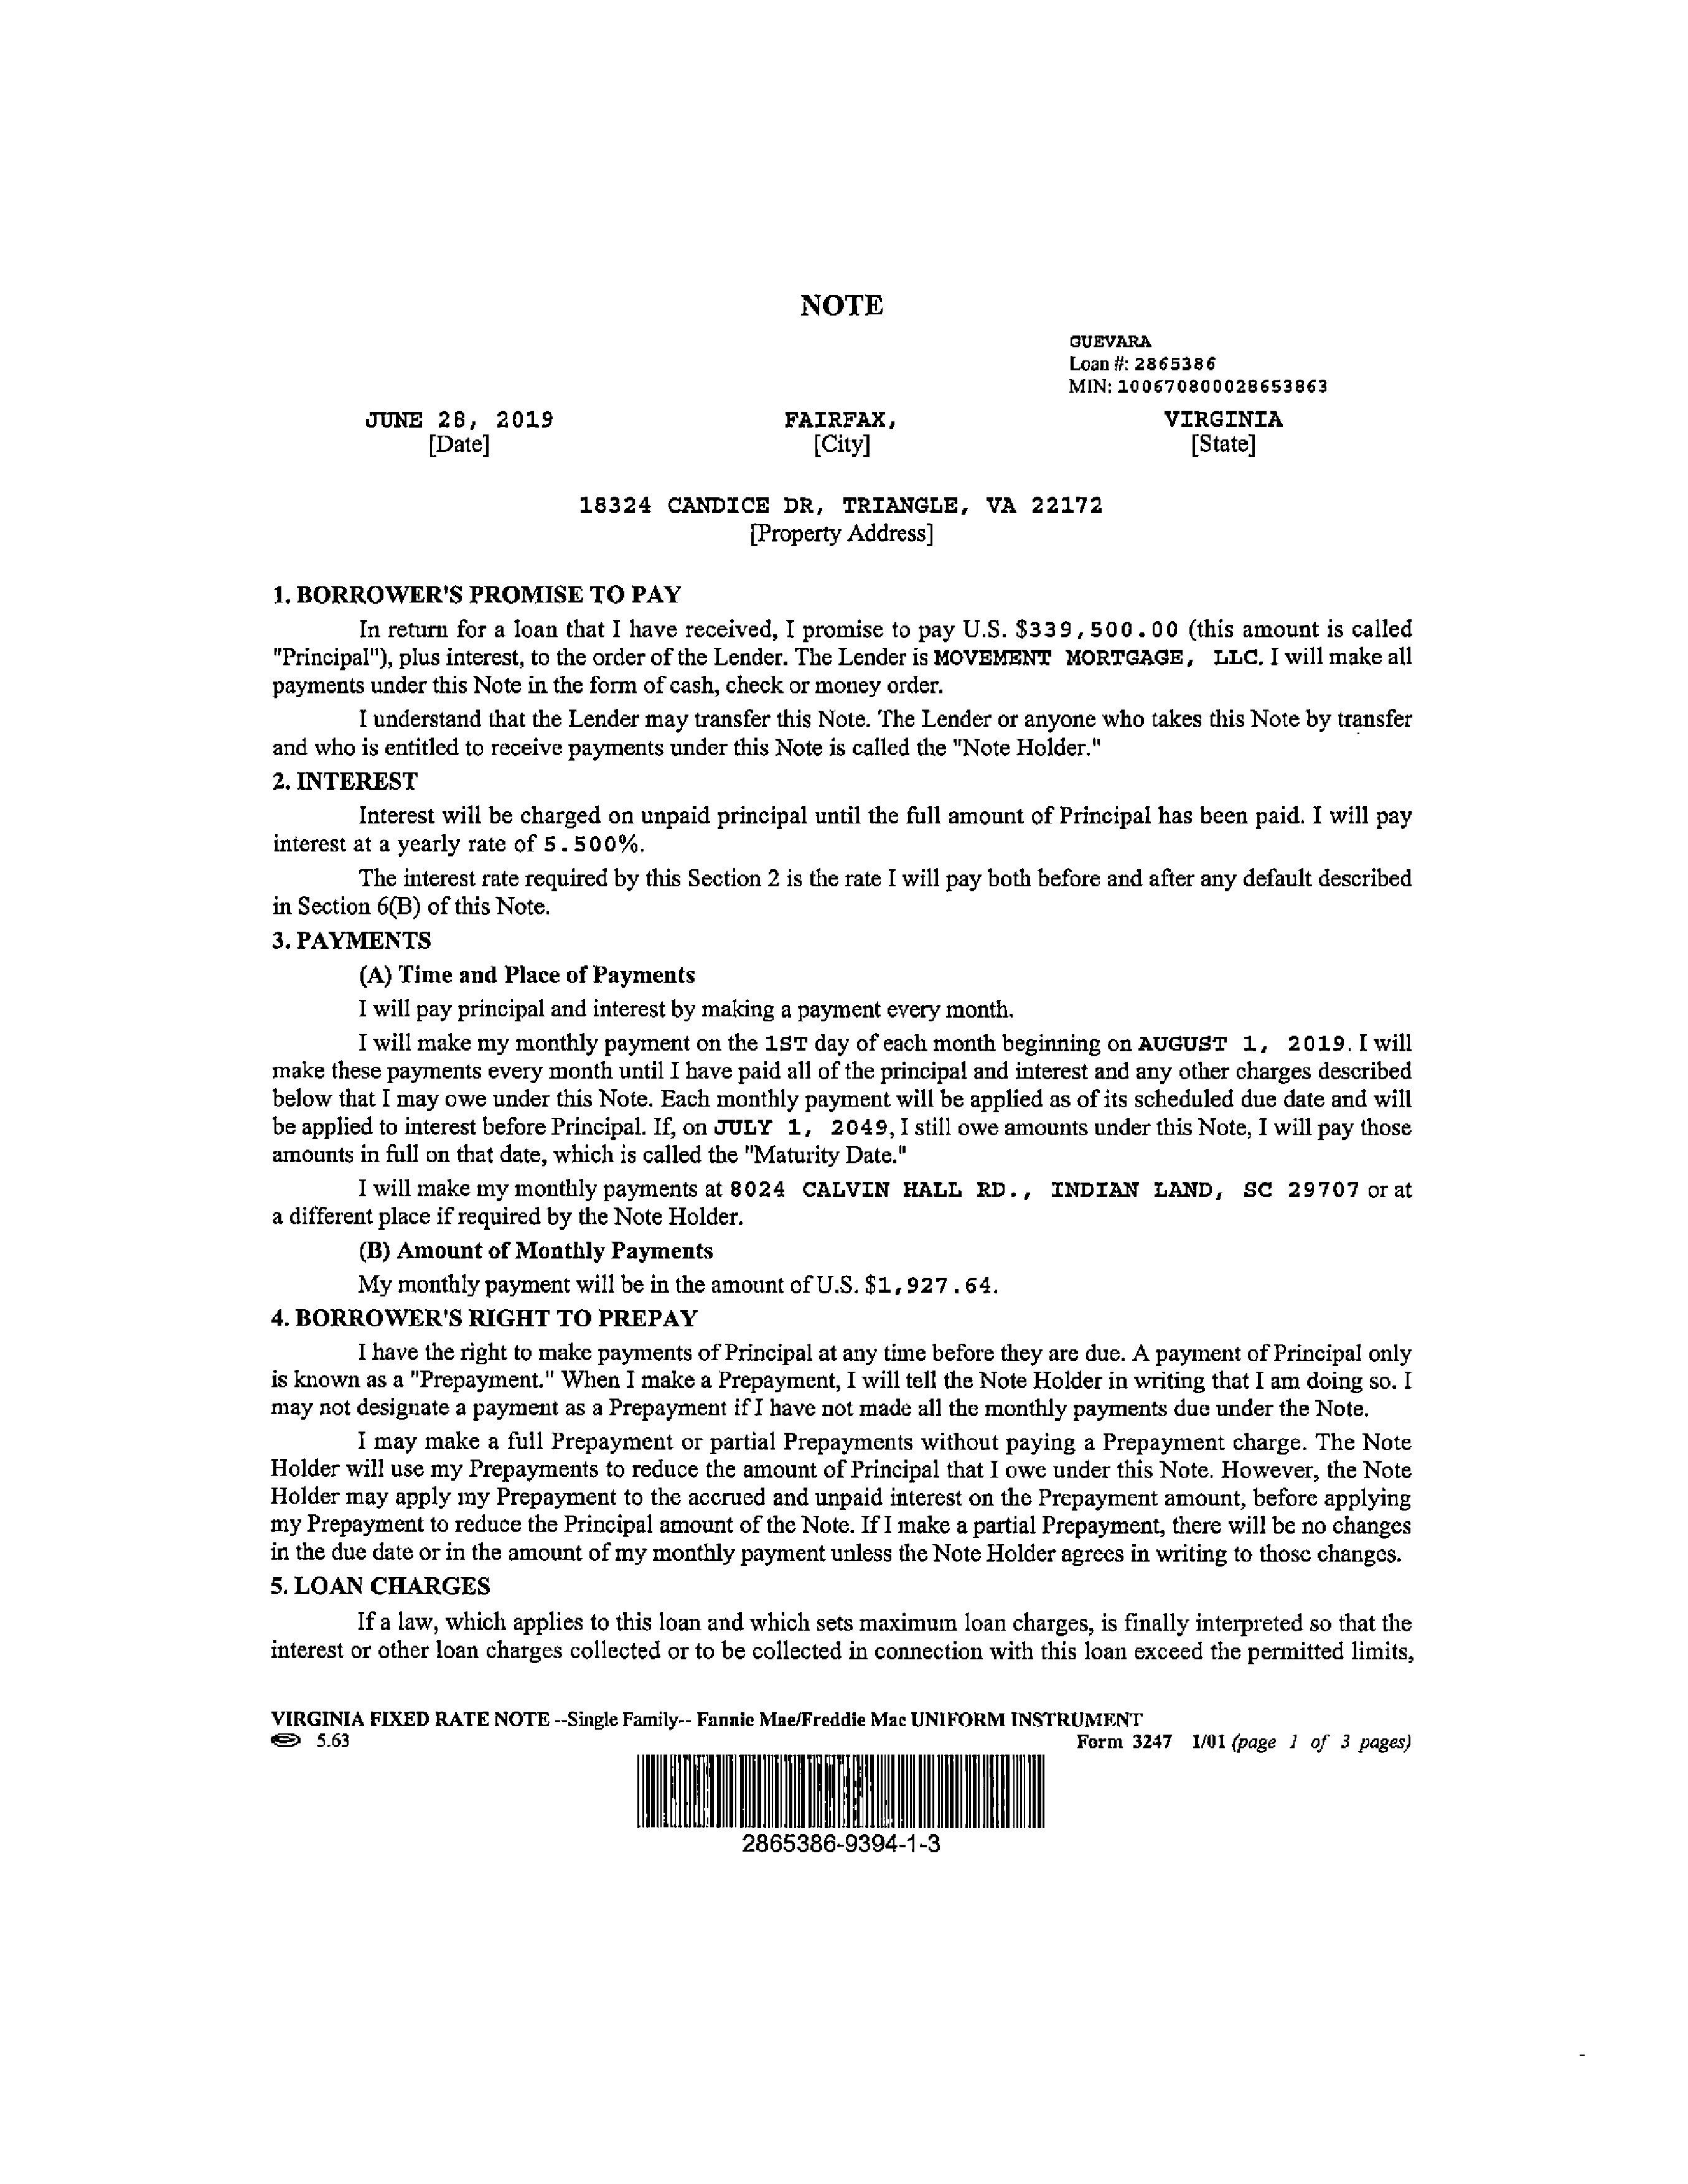 NOTE
GUEVARA
Loan #: 2865386
MIN: 100670800028653863
JUNE 28, 2019 FAIRFAX, VIRGINIA
[Date] [City] [State]
18324 CANDICE DR, TRIANGLE, VA 22172
[Property Address]
1. BORROWER'S PROMISE TO PAY
In return for a loan that I have received, I promise to pay U.S. $339,500.00 (this amount is called
"Principal"), plus interest, to the order of the Lender. The Lender is MOVEMENT MORTGAGE, LLC. I will make all
payments under this Note in the form of cash, check or money order.
I understand that the Lender may transfer this Note. The Lender or anyone who takes this Note by transfer
and who is entitled to receive payments under this Note is called the "Note Holder."
2. INTEREST
Interest will be charged on unpaid principal until the full amount of Principal has been paid. I will pay
interest at a yearly rate of 5.500%.
The interest rate required by this Section 2 is the rate I will pay both before and after any default described
in Section 6(B) of this Note.
3. PAYMENTS
(A) Time and Place of Payments
I will pay principal and interest by making a payment every month.
I will make my monthly payment on the 1ST day of each month beginning on AUGUST 1, 2019. I will
make these payments every month until I have paid all of the principal and interest and any other charges described
below that I may owe under this Note. Each monthly payment will be applied as of its scheduled due date and will
be applied to interest before Principal. If, on JULY 1, 2049, I still owe amounts under this Note, I will pay those
amounts in full on that date, which is called the "Maturity Date."
I will make my monthly payments at 8024 CALVIN HALL RD., INDIAN LAND, SC 29707 or at
a different place if required by the Note Holder.
(B) Amount of Monthly Payments
My monthly payment will be in the amount of U.S. $1,927.64.
4. BORROWER'S RIGHT TO PREPAY
I have the right to make payments of Principal at any time before they are due. A payment of Principal only
is known as a "Prepayment." When I make a Prepayment, I will tell the Note Holder in writing that I am doing so. I
may not designate a payment as a Prepayment if I have not made all the monthly payments due under the Note.
I may make a full Prepayment or partial Prepayments without paying a Prepayment charge. The Note
Holder will use my Prepayments to reduce the amount of Principal that I owe under this Note. However, the Note
Holder may apply my Prepayment to the accrued and unpaid interest on the Prepayment amount, before applying
my Prepayment to reduce the Principal amount of the Note. If I make a partial Prepayment, there will be no changes
in the due date or in the amount of my monthly payment unless the Note Holder agrees in writing to those changes.
5. LOAN CHARGES
If a law, which applies to this loan and which sets maximum loan charges, is finally interpreted so that the
interest or other loan charges collected or to be collected in connection with this loan exceed the permitted limits,
VIRGINIA FIXED RATE NOTE --Single Family-- Fannie Mae/Freddie Mac UNIFORM INSTRUMENT
5.63 Form 3247 1/01 (page 1 of 3 pages)
2865386-9394-1-3